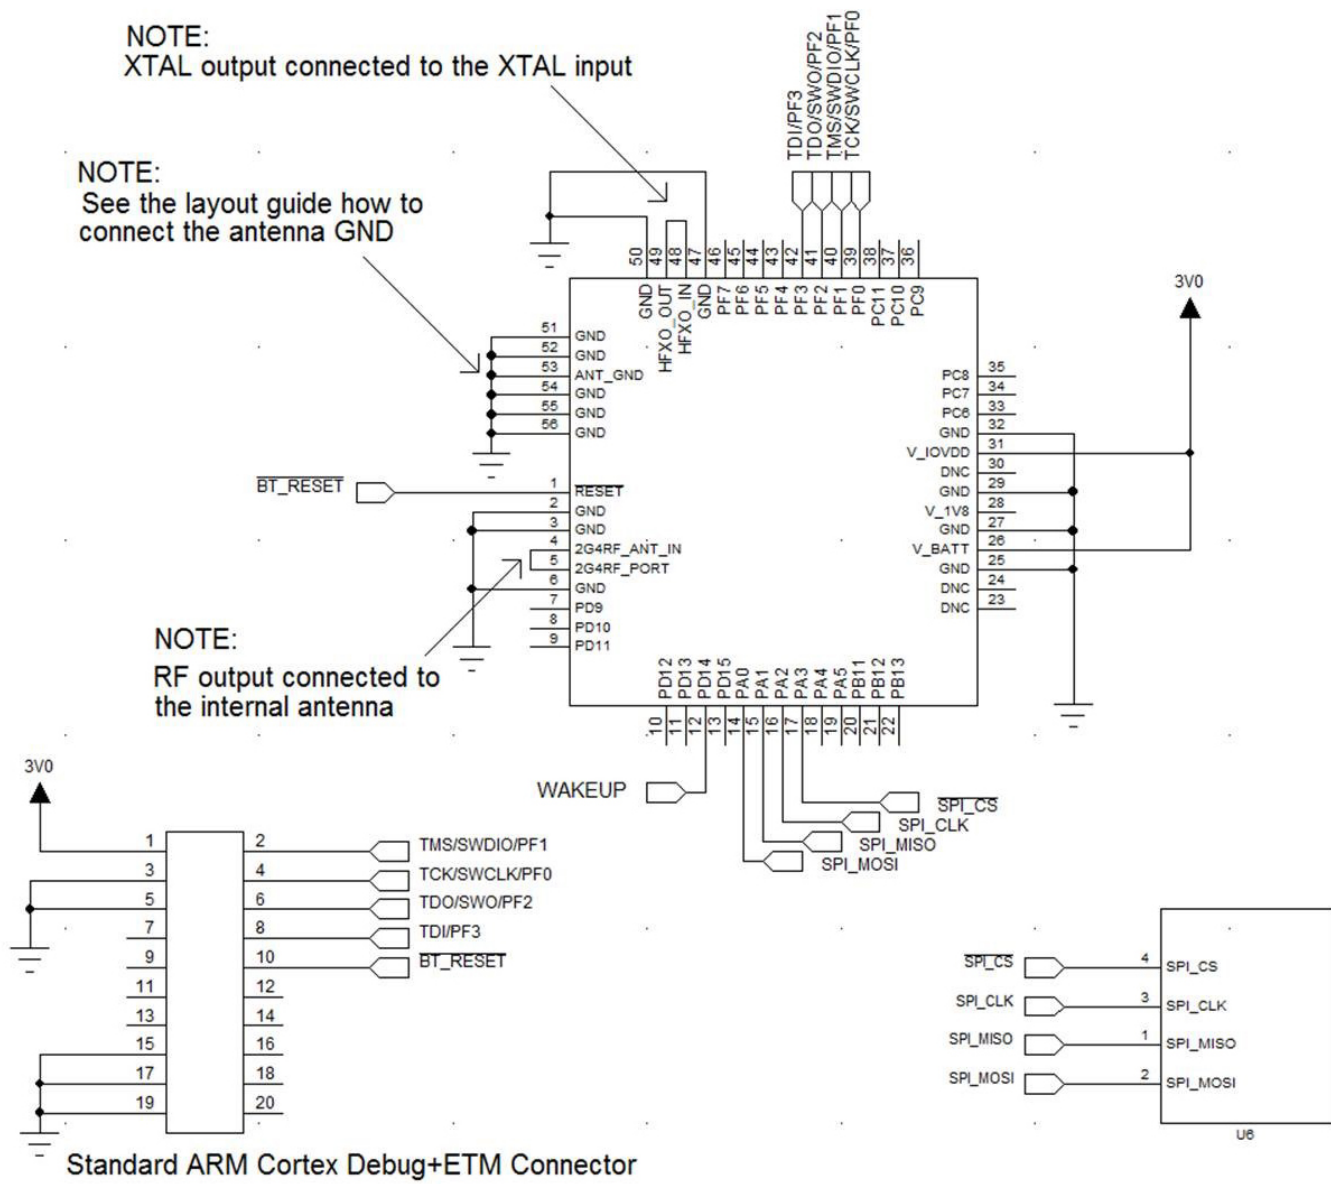 NOTE:
XTAL output connected to the XTAL input
NOTE:
See the layout guide how to
connect the antenna GND
TDI/PF3
TDO/SWO/PF2
TMS/SWDIO/PF1
TCK/SWCLK/PF0
50
49
48
47
46
45
44
43
42
41
40
39
38
37
36
GND
HFXO_OUT
HFXO_IN
GND
PF7
PF6
PF5
PF4
PF3
PF2
PF1
PF0
PC11
PC10
PC9
3V0
51 GND
52 GND
53 ANT_GND
54 GND
55 GND
56 GND
BT_RESET
1 RESET
2 GND
3 GND
4 2G4RF_ANT_IN
5 2G4RF_PORT
6 GND
7 PD9
8 PD10
9 PD11
PC8 35
PC7 34
PC6 33
GND 32
V_IOVDD 31
DNC 30
GND 29
V_1V8 28
GND 27
V_BATT 26
GND 25
DNC 24
DNC 23
NOTE:
RF output connected to
the internal antenna
PD12
PD13
PD14
PD15
PA0
PA1
PA2
PA3
PA4
PA5
PB11
PB12
PB13
10
11
12
13
14
15
16
17
18
19
20
21
22
WAKEUP
SPI_CS
SPI_CLK
SPI_MISO
SPI_MOSI
3V0
1 2 TMS/SWDIO/PF1
3 4 TCK/SWCLK/PF0
5 6 TDO/SWO/PF2
7 8 TDI/PF3
9 10 BT_RESET
11 12
13 14
15 16
17 18
19 20
Standard ARM Cortex Debug+ETM Connector
SPI_CS 4 SPI_CS
SPI_CLK 3 SPI_CLK
SPI_MISO 1 SPI_MISO
SPI_MOSI 2 SPI_MOSI
U6